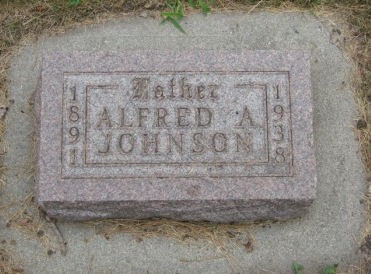 Father
1891
ALFRED A
JOHNSON
1938